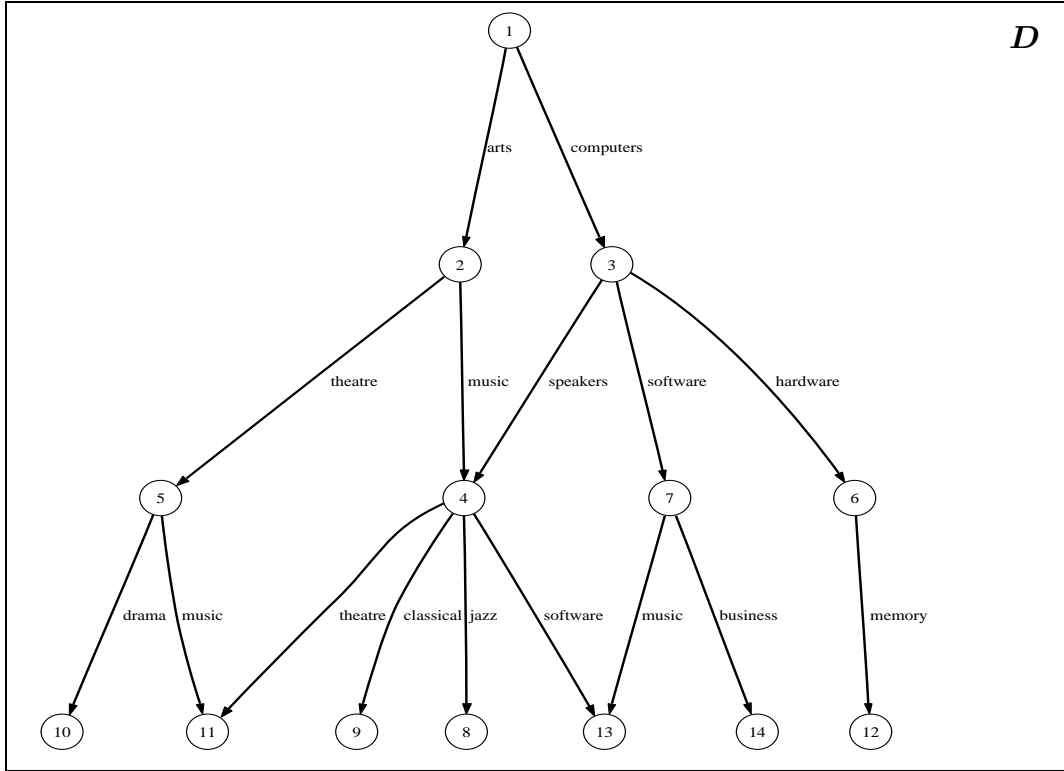 1
D
arts
computers
2
3
theatre
music
speakers
software
hardware
5
4
7
6
drama
music
theatre
classical
jazz
software
music
business
memory
10
11
9
8
13
14
12